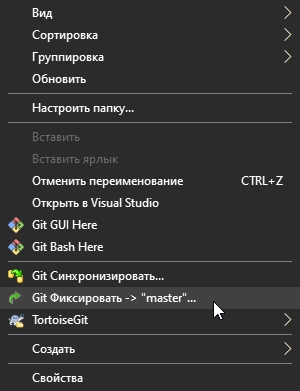 Вид
Сортировка
Группировка
Обновить
Настроить папку...
Вставить
Вставить ярлык
Отменить переименование CTRL+Z
Открыть в Visual Studio
Git GUI Here
Git Bash Here
Git Синхронизировать...
Git Фиксировать -> "master"...
TortoiseGit
Создать
Свойства